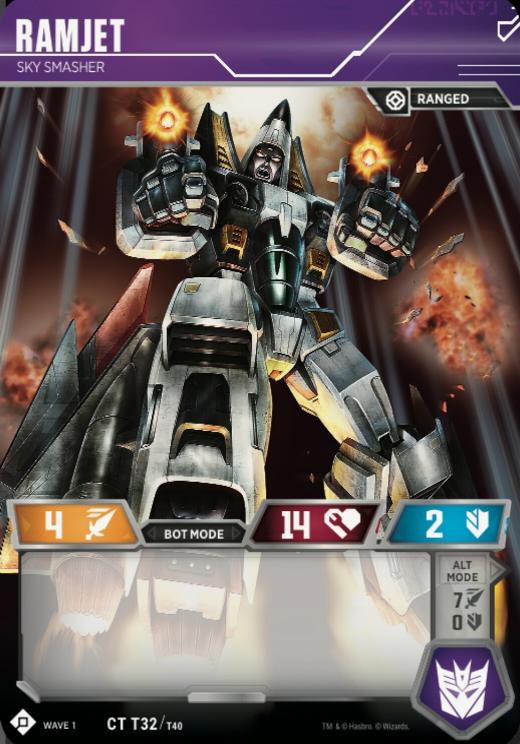 RAMJET
SKY SMASHER
RANGED
4
BOT MODE
14
2
ALT
MODE
7
0
WAVE 1
CT T32/T40
TM & © Hasbro. © Wizards.